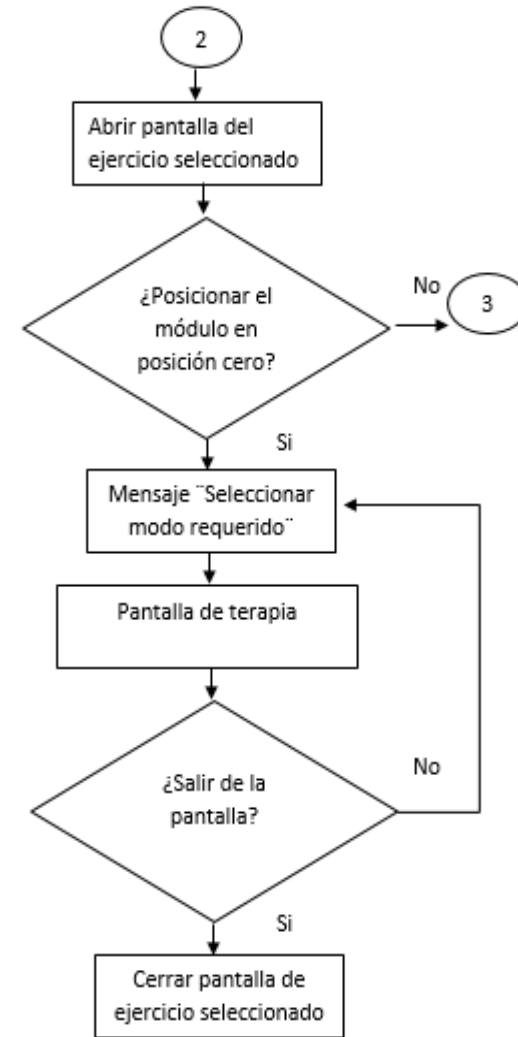 2
Abrir pantalla del
ejercicio seleccionado
¿Posicionar el
módulo en
posición cero?
No
3
Si
Mensaje ¨Seleccionar
modo requerido¨
Pantalla de terapia
¿Salir de la
pantalla?
No
Si
Cerrar pantalla de
ejercicio seleccionado